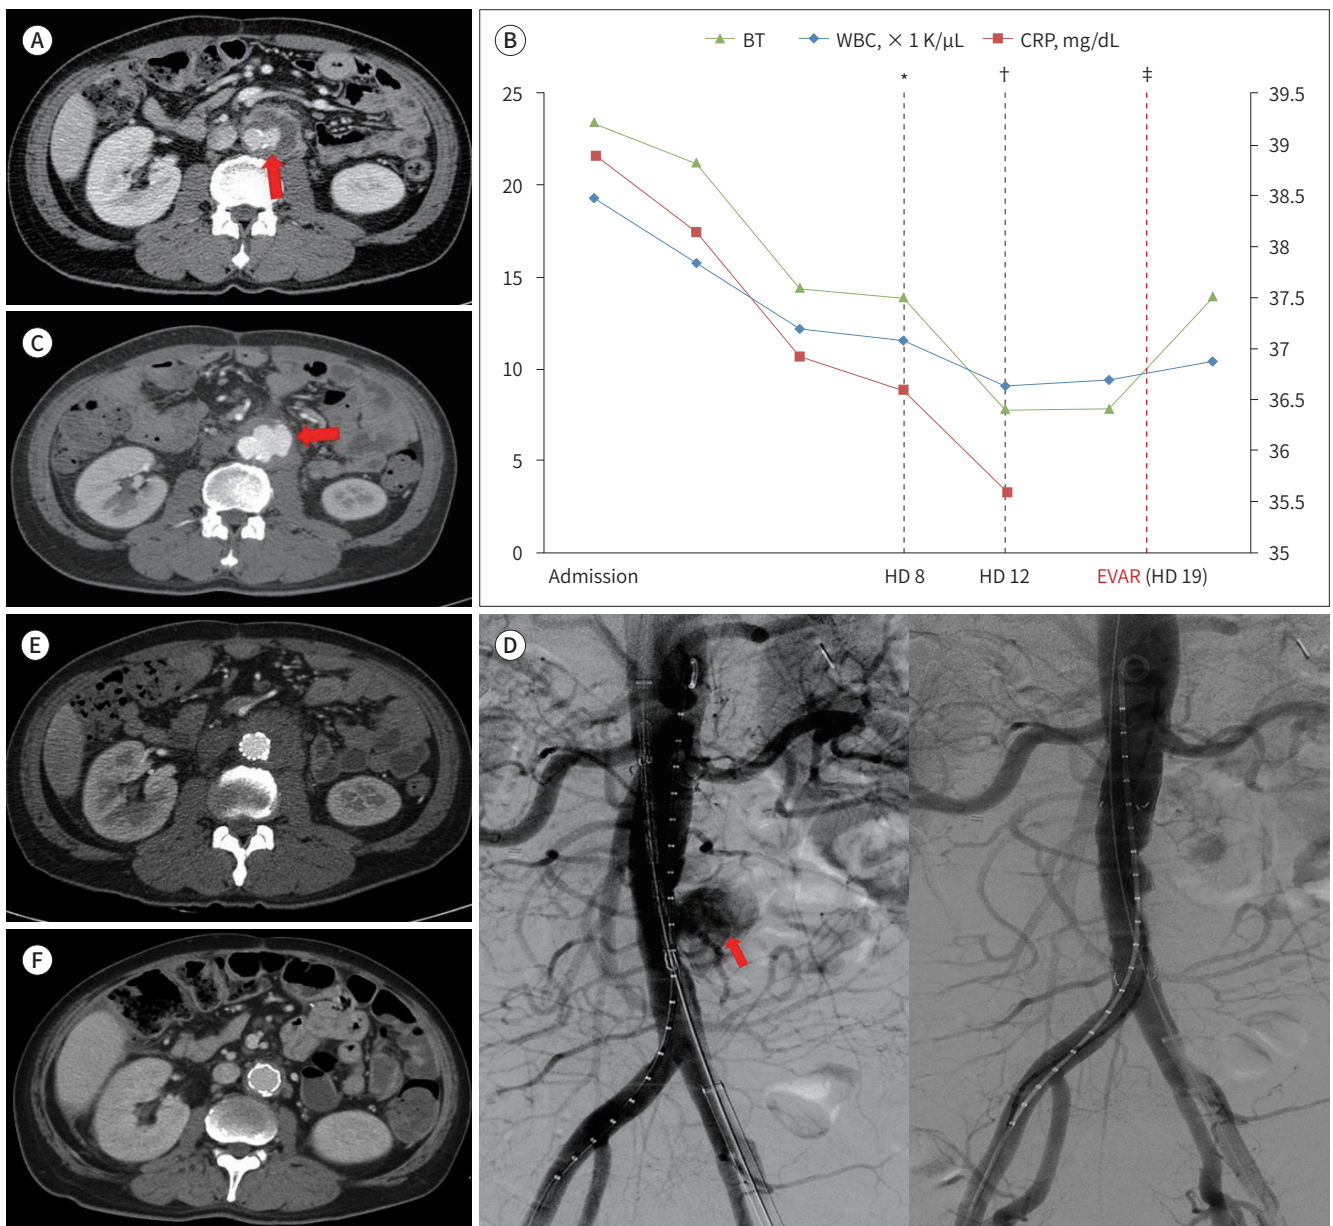 A
B
BT
WBC, × 1 K/μL
CRP, mg/dL
* † ‡
25
20
15
10
5
0
39.5
39
38.5
38
37.5
37
36.5
36
35.5
35
Admission
HD 8
HD 12
EVAR (HD 19)
C
E
D
F